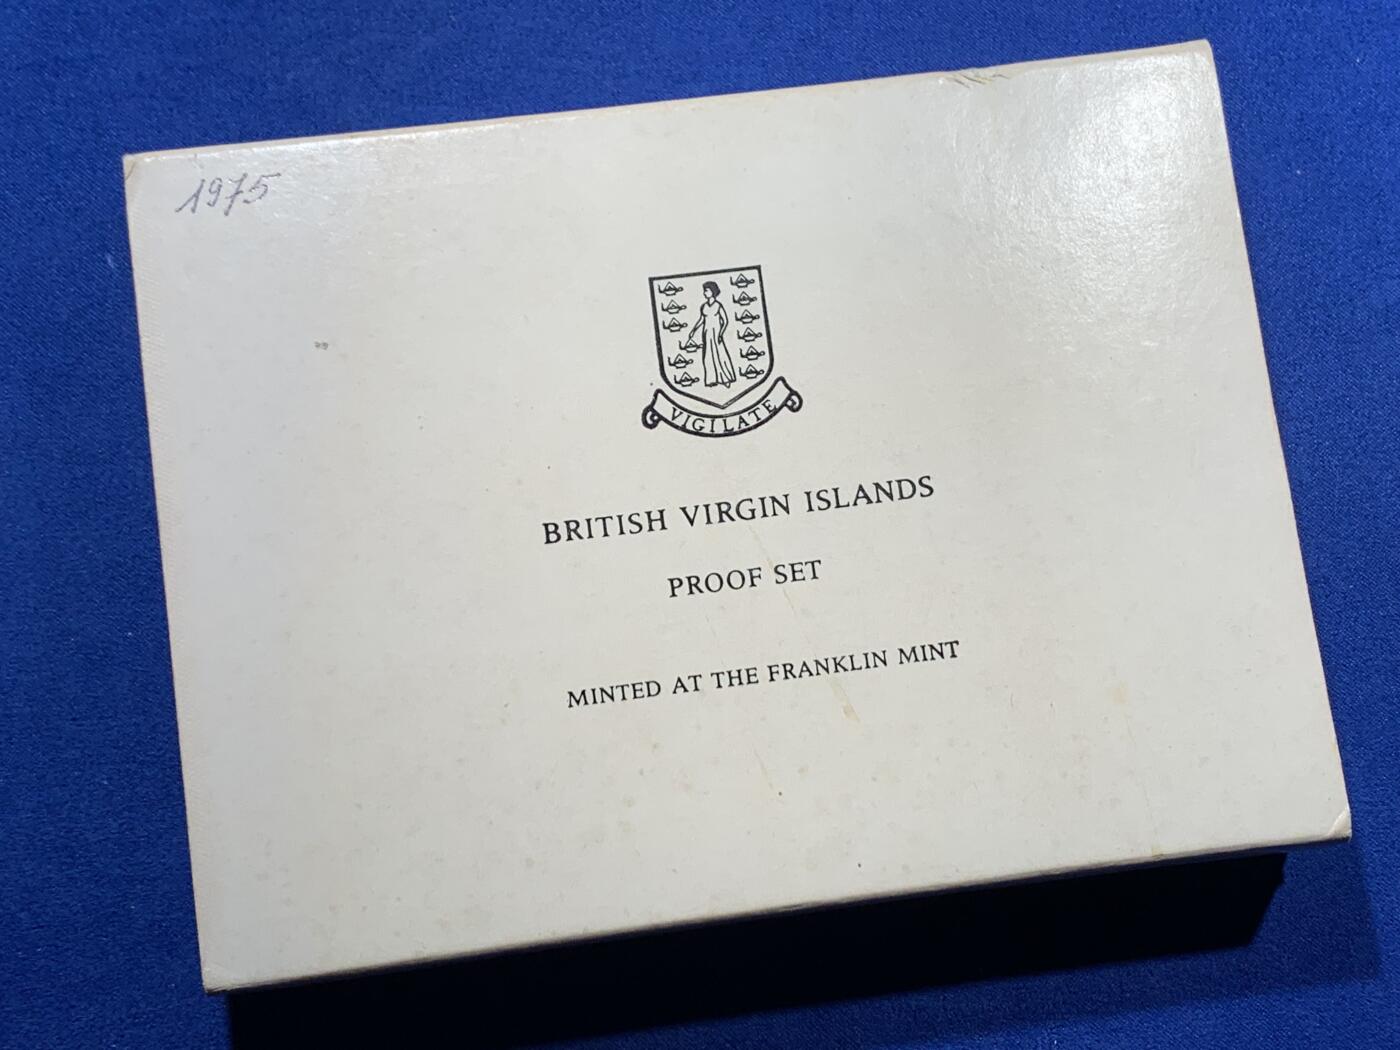 1975
VIGILATE
BRITISH VIRGIN ISLANDS
PROOF SET
MINTED AT THE FRANKLIN MINT